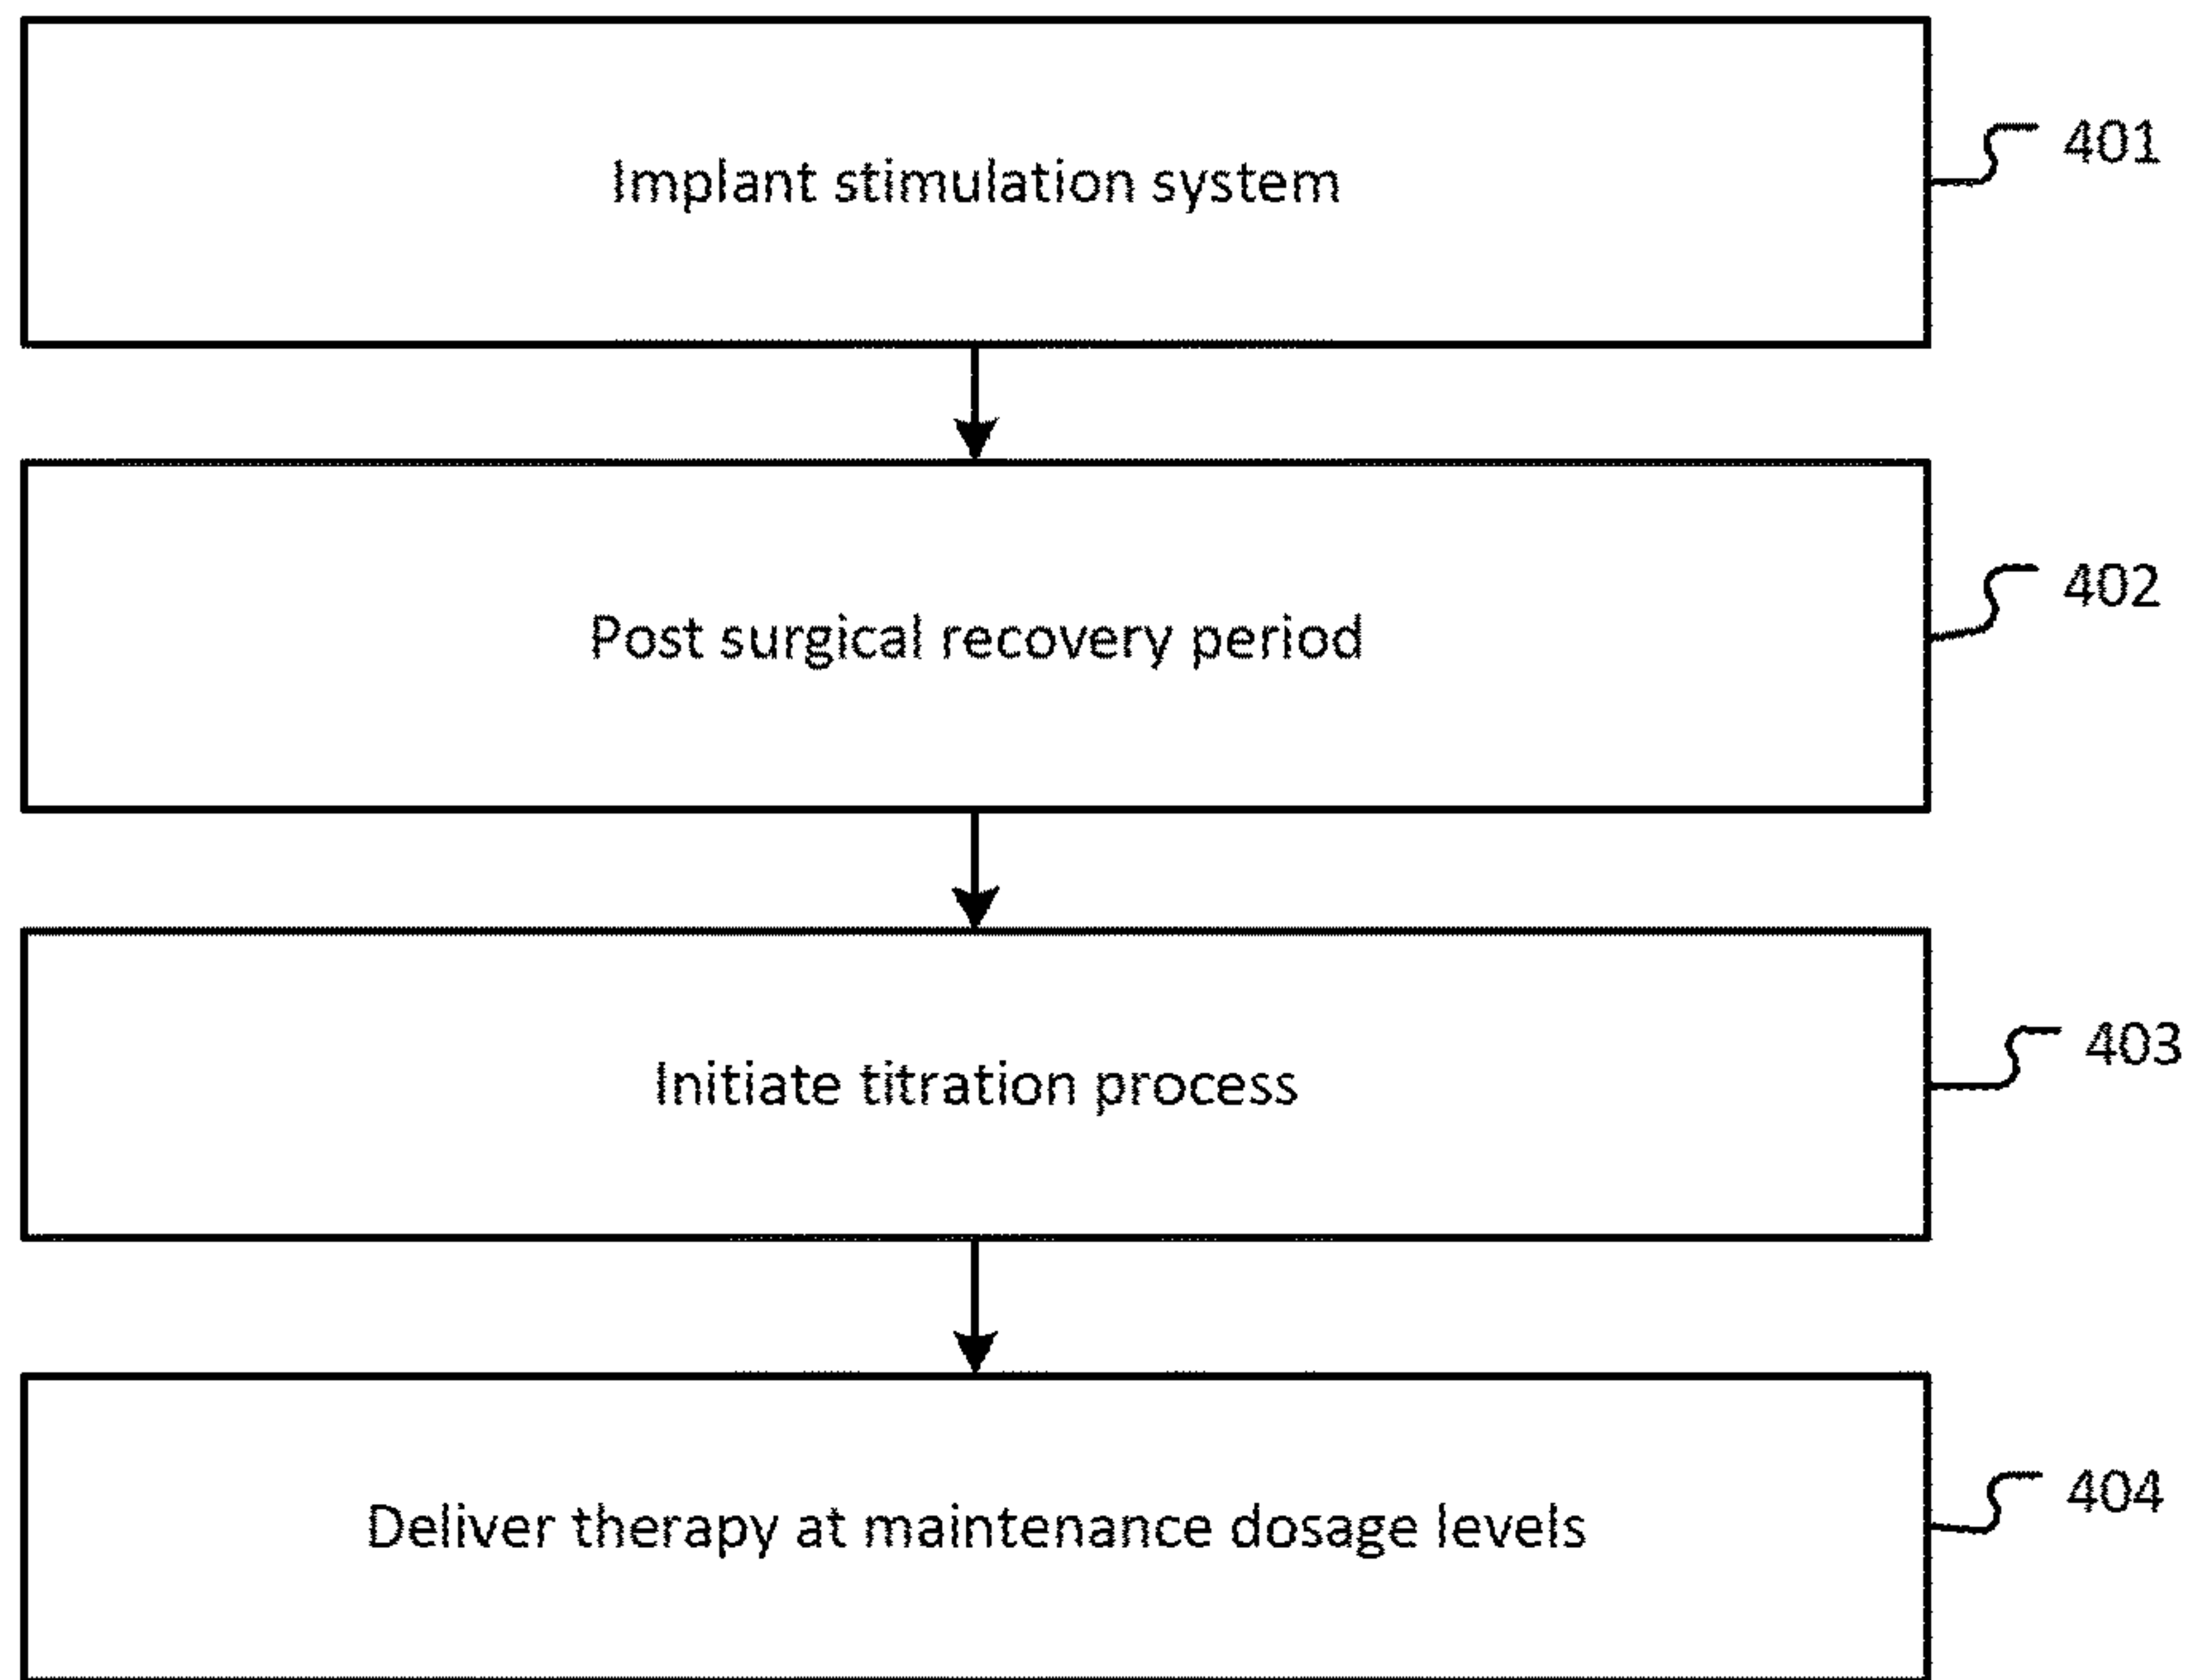 Implant stimulation system
401
Post surgical recovery period
402
Initiate titration process
403
Deliver therapy at maintenance dosage levels
404